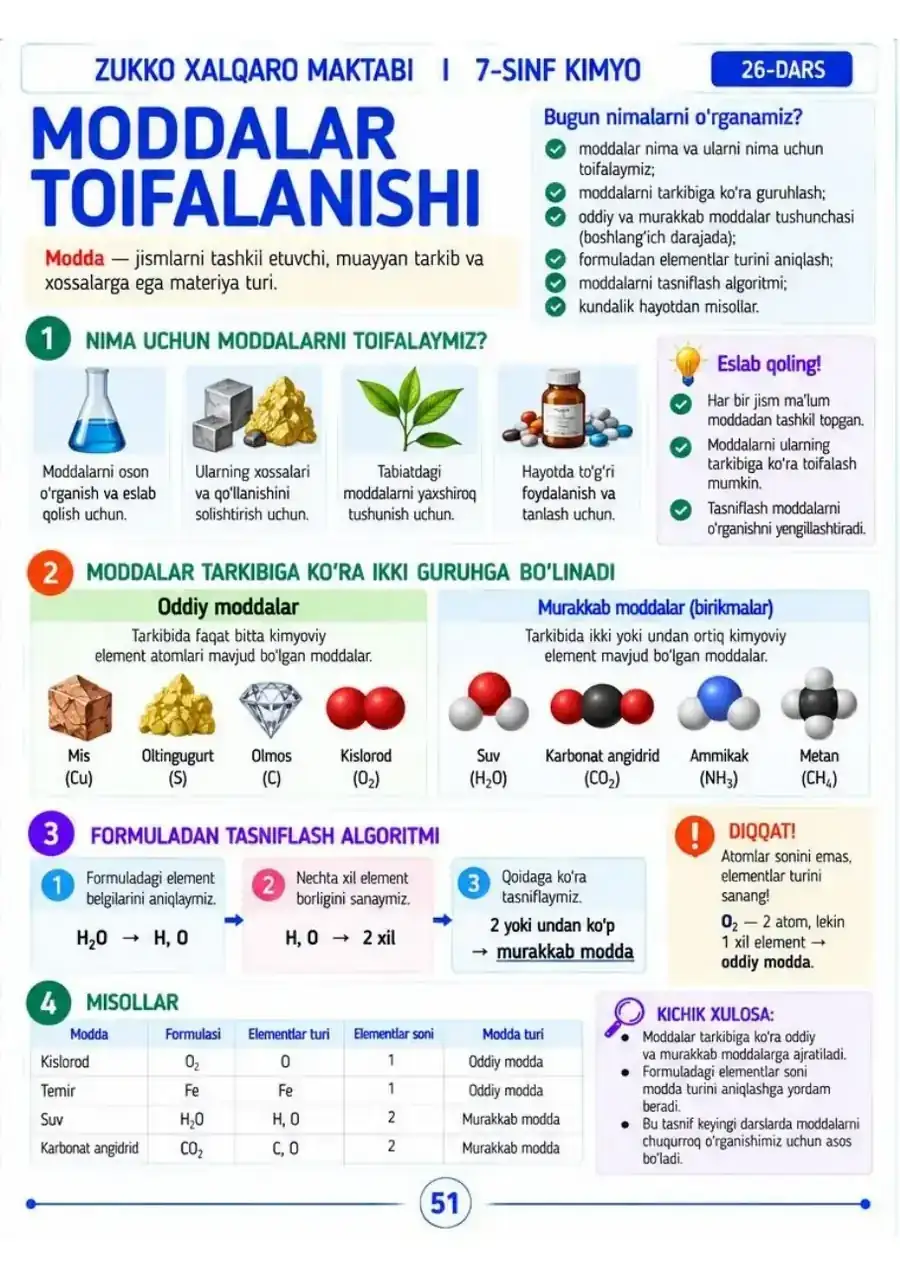 ZUKKO XALQARO MAKTABI | 7-SINF KIMYO
26-DARS
MODDALAR
TOIFALANISHI
Modda — jismlarni tashkil etuvchi, muayyan tarkib va
xossalarga ega materiya turi.
Bugun nimalarni o'rganamiz?
moddalar nima va ularni nima uchun
toifalaymiz;
moddalarni tarkibiga ko'ra guruhlash;
oddiy va murakkab moddalar tushunchasi
(boshlang'ich darajada);
formuladan elementlar turini aniqlash;
moddalarni tasniflash algoritmi;
kundalik hayotdan misollar.
1 NIMA UCHUN MODDALARNI TOIFALAYMIZ?
Moddalarni oson
o'rganish va eslab
qolish uchun.
Ularning xossalari
va qo'llanishini
solishtirish uchun.
Tabiatdagi
moddalarni yaxshiroq
tushunish uchun.
Hayotda to'g'ri
foydalanish va
tanlash uchun.
Eslab qoling!
Har bir jism ma'lum
moddadan tashkil topgan.
Moddalarni ularning
tarkibiga ko'ra toifalash
mumkin.
Tasniflash moddalarni
o'rganishni yengillashtiradi.
2 MODDALAR TARKIBIGA KO'RA IKKI GURUHGA BO'LINADI
Oddiy moddalar
Tarkibida faqat bitta kimyoviy
element atomlari mavjud bo'lgan moddalar.
Mis
(Cu)
Oltingugurt
(S)
Olmos
(C)
Kislorod
(O₂)
Murakkab moddalar (birikmalar)
Tarkibida ikki yoki undan ortiq kimyoviy
element mavjud bo'lgan moddalar.
Suv
(H₂O)
Karbonat angidrid
(CO₂)
Ammikak
(NH₃)
Metan
(CH₄)
3 FORMULADAN TASNIFLASH ALGORITMI
1 Formuladagi element
belgilarini aniqlaymiz.
H₂O → H, O
2 Nechta xil element
borligini sanaymiz.
H, O → 2 xil
3 Qoidaga ko'ra
tasniflaymiz.
2 yoki undan ko'p
→ murakkab modda
! DIQQAT!
Atomlar sonini emas,
elementlar turini
sanang!
O₂ — 2 atom, lekin
1 xil element →
oddiy modda.
4 MISOLLAR
Modda Formulasi Elementlar turi Elementlar soni Modda turi
Kislorod O₂ O 1 Oddiy modda
Temir Fe Fe 1 Oddiy modda
Suv H₂O H, O 2 Murakkab modda
Karbonat angidrid CO₂ C, O 2 Murakkab modda
KICHIK XULOSA:
• Moddalar tarkibiga ko'ra oddiy
va murakkab moddalarga ajratiladi.
• Formuladagi elementlar soni
modda turini aniqlashga yordam
beradi.
• Bu tasnif keyingi darslarda moddalarni
chuqurroq o'rganishimiz uchun asos
bo'ladi.
51